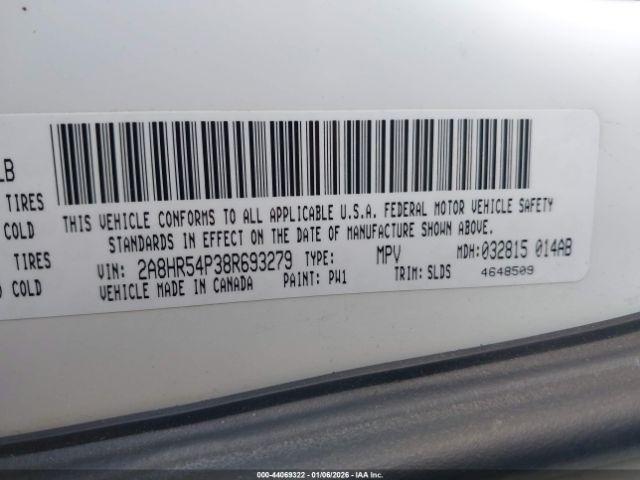 LB
TIRES
COLD
TIRES
COLD
THIS VEHICLE CONFORMS TO ALL APPLICABLE U.S.A. FEDERAL MOTOR VEHICLE SAFETY
STANDARDS IN EFFECT ON THE DATE OF MANUFACTURE SHOWN ABOVE.
VIN: 2A8HR54P38R693279 TYPE: MPV MDH: 032815 014AB
VEHICLE MADE IN CANADA PAINT: PW1 TRIM: SLDS 4648509
000-44069322 - 01/06/2026 - IAAI.COM